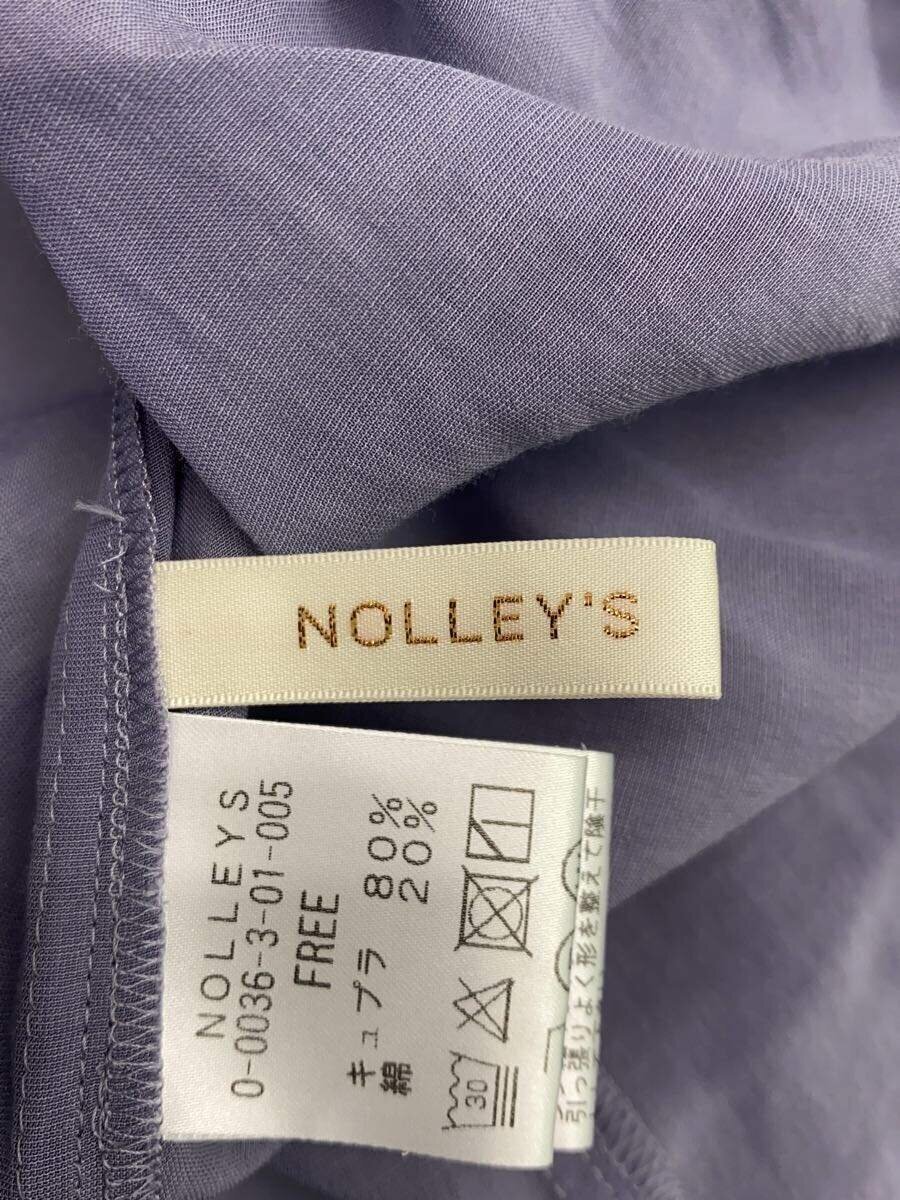 NOLLEY'S
NOLLEYS
0-0036-3-01-005
FREE
キュプラ 80%
綿 20%
30
引っ張りよく形を整えて陰干